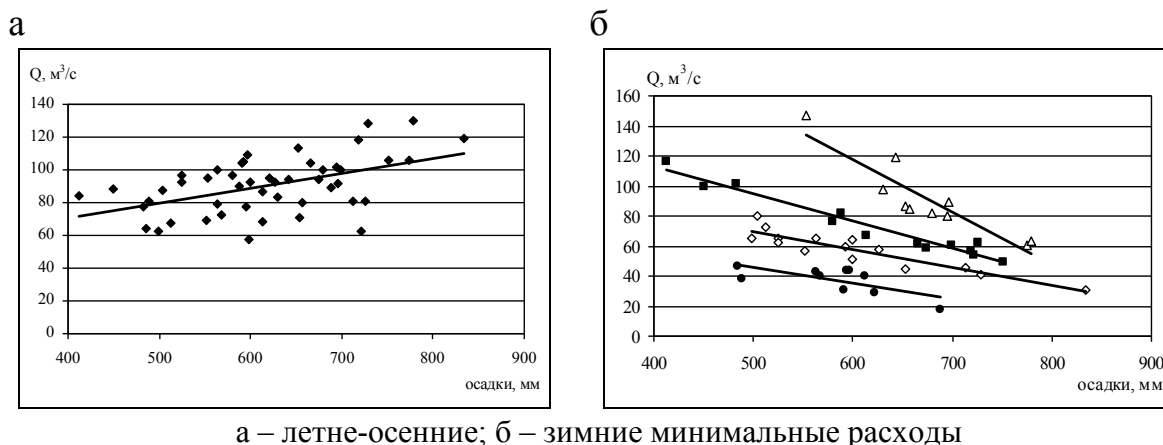 а
б
Q, м³/с
140
120
100
80
60
40
20
0
400 500 600 700 800 900
осадки, мм
Q, м³/с
160
140
120
100
80
60
40
20
0
400 500 600 700 800 900
осадки, мм
а – летне-осенние; б – зимние минимальные расходы